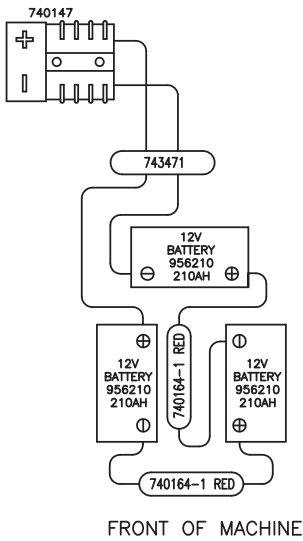 740147
743471
12V
BATTERY
956210
210AH
740164-1 RED
12V
BATTERY
956210
210AH
12V
BATTERY
956210
210AH
740164-1 RED
FRONT OF MACHINE